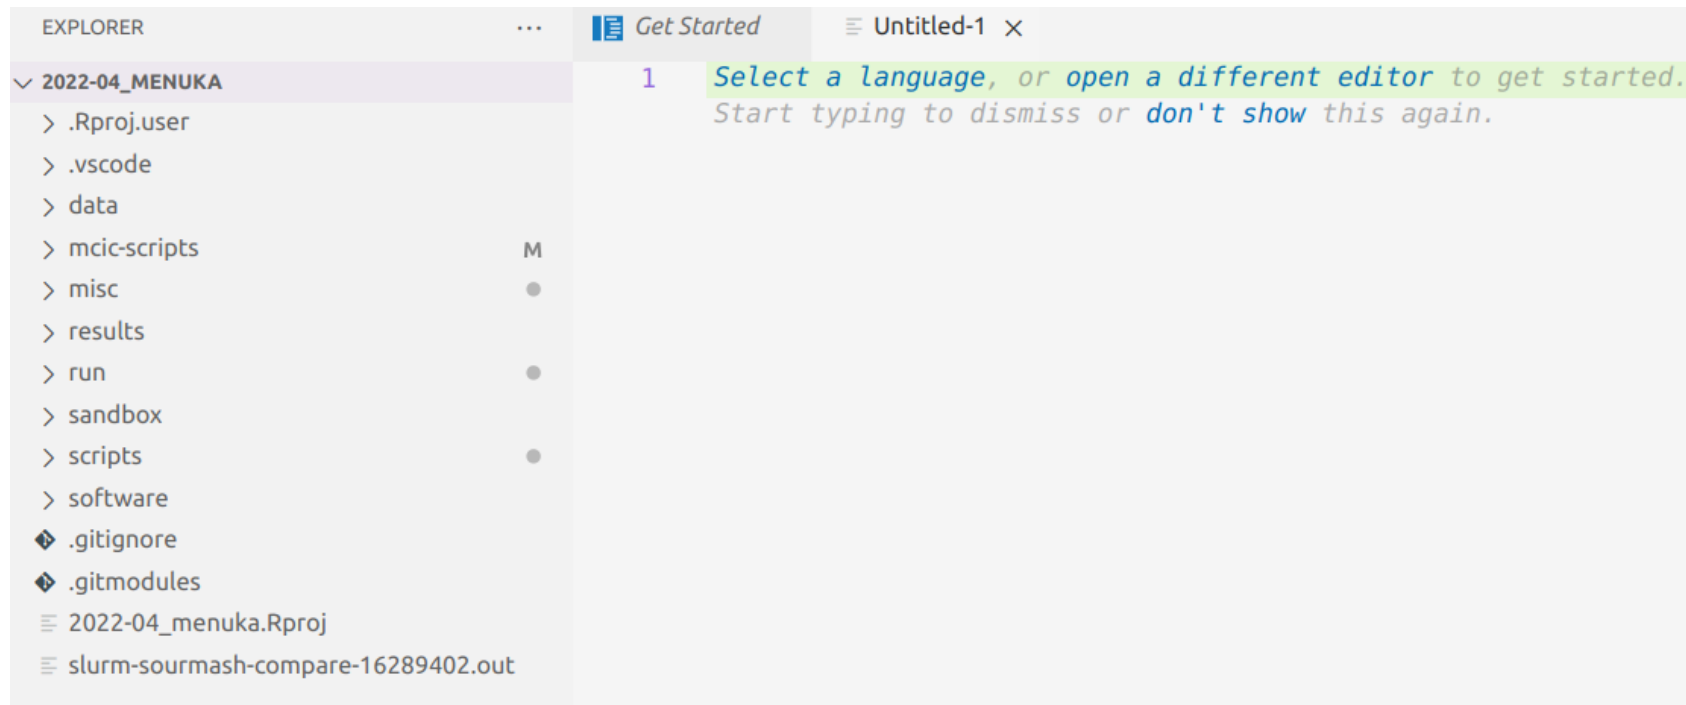 EXPLORER ···
2022-04_MENUKA
.Rproj.user
.vscode
data
mcic-scripts M
misc
results
run
sandbox
scripts
software
.gitignore
.gitmodules
2022-04_menuka.Rproj
slurm-sourmash-compare-16289402.out
Get Started Untitled-1
1 Select a language, or open a different editor to get started.
Start typing to dismiss or don't show this again.